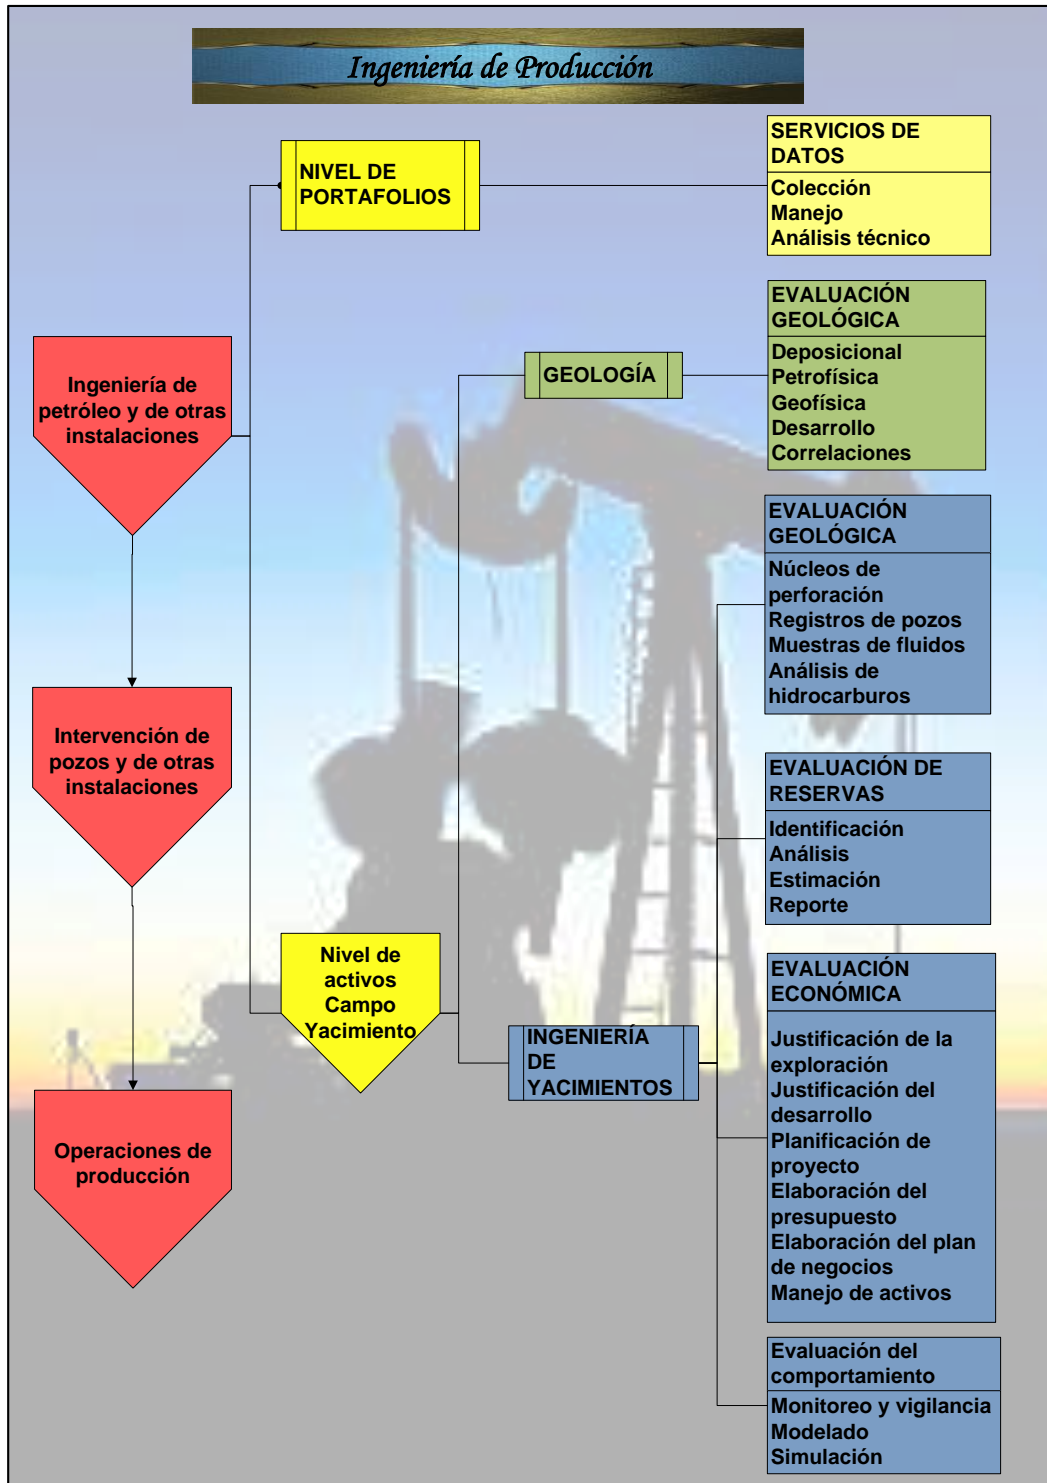 Ingeniería de Producción
NIVEL DE
PORTAFOLIOS
SERVICIOS DE
DATOS
Colección
Manejo
Análisis técnico
Ingeniería de
petróleo y de otras
instalaciones
GEOLOGÍA
EVALUACIÓN
GEOLÓGICA
Deposicional
Petrofísica
Geofísica
Desarrollo
Correlaciones
EVALUACIÓN
GEOLÓGICA
Núcleos de
perforación
Registros de pozos
Muestras de fluidos
Análisis de
hidrocarburos
Intervención de
pozos y de otras
instalaciones
EVALUACIÓN DE
RESERVAS
Identificación
Análisis
Estimación
Reporte
Nivel de
activos
Campo
Yacimiento
INGENIERÍA
DE
YACIMIENTOS
EVALUACIÓN
ECONÓMICA
Justificación de la
exploración
Justificación del
desarrollo
Planificación de
proyecto
Elaboración del
presupuesto
Elaboración del plan
de negocios
Manejo de activos
Operaciones de
producción
Evaluación del
comportamiento
Monitoreo y vigilancia
Modelado
Simulación